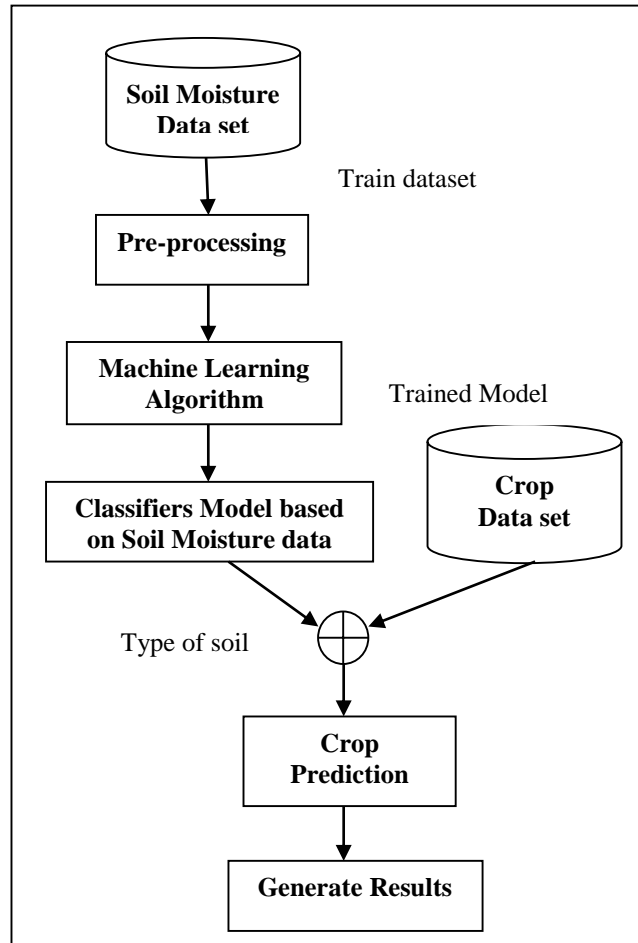 Soil Moisture
Data set
Train dataset
Pre-processing
Machine Learning
Algorithm
Trained Model
Classifiers Model based
on Soil Moisture data
Crop
Data set
Type of soil
Crop
Prediction
Generate Results